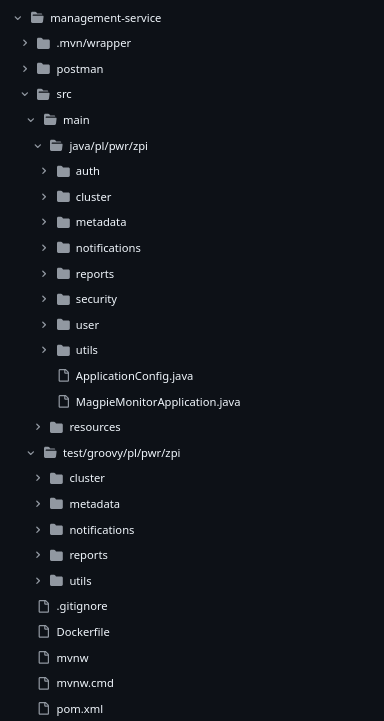 management-service
.mvn/wrapper
postman
src
main
java/pl/pwr/zpi
auth
cluster
metadata
notifications
reports
security
user
utils
ApplicationConfig.java
MagpieMonitorApplication.java
resources
test/groovy/pl/pwr/zpi
cluster
metadata
notifications
reports
utils
.gitignore
Dockerfile
mvnw
mvnw.cmd
pom.xml